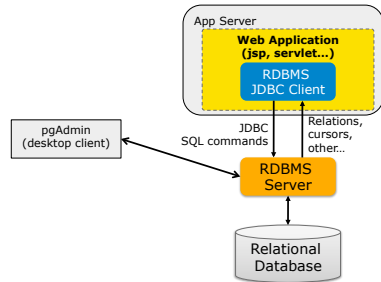 App Server
Web Application
(jsp, servlet...)
RDBMS
JDBC Client
JDBC
SQL commands
Relations,
cursors,
other...
pgAdmin
(desktop client)
RDBMS
Server
Relational
Database